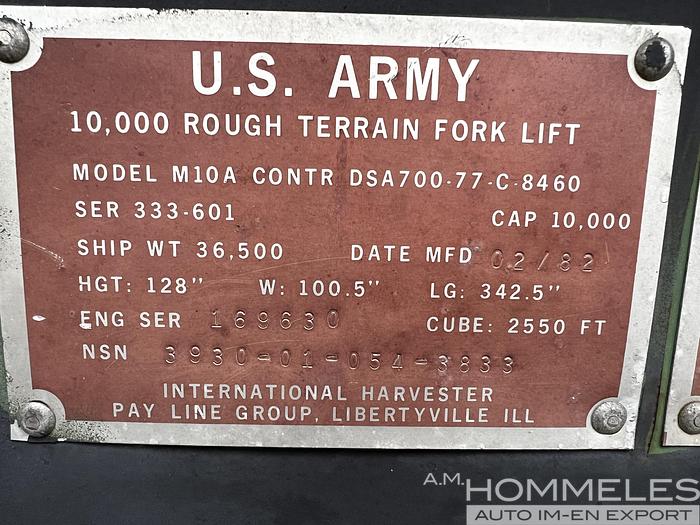 U.S. ARMY
10,000 ROUGH TERRAIN FORK LIFT
MODEL M10A CONTR DSA700-77-C-8460
SER 333-601 CAP 10,000
SHIP WT 36,500 DATE MFD 02/82
HGT: 128" W: 100.5" LG: 342.5"
ENG SER 169630 CUBE: 2550 FT
NSN 3930-01-054-3833
INTERNATIONAL HARVESTER
PAY LINE GROUP, LIBERTYVILLE ILL
A.M. HOMMELES
AUTO IM-EN EXPORT